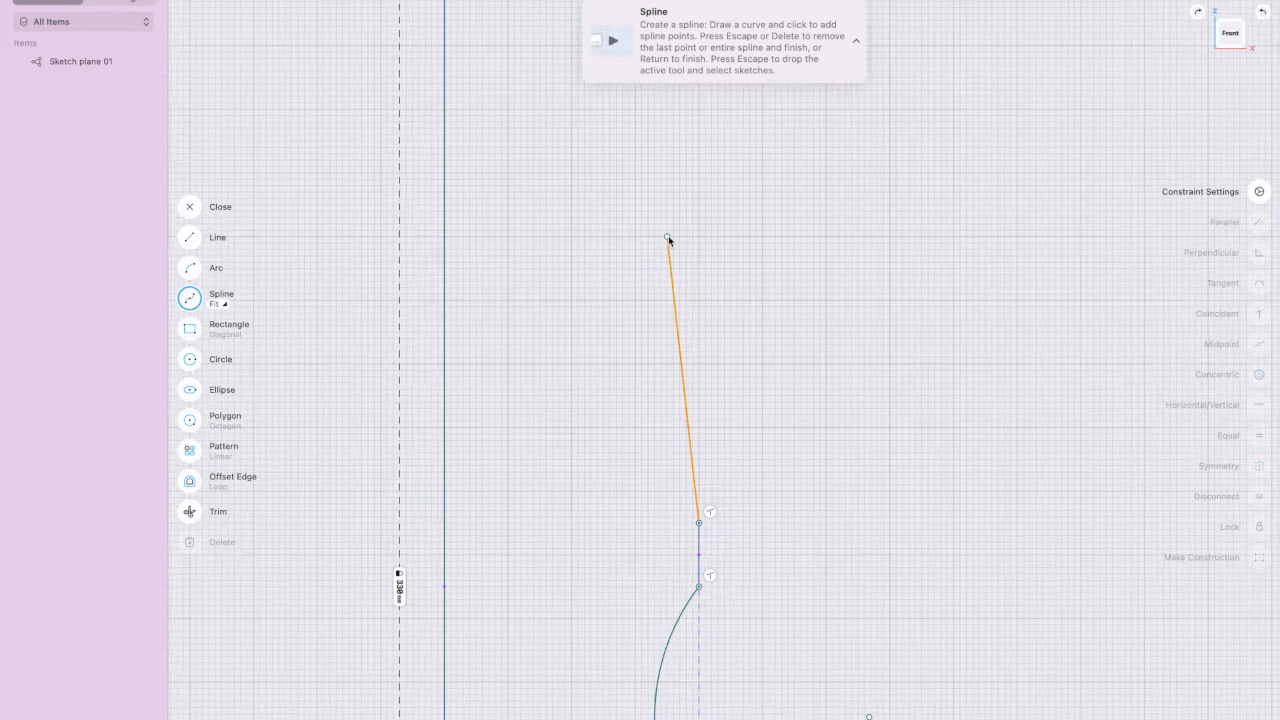 All Items
Items
Sketch plane 01
Spline
Create a spline: Draw a curve and click to add
spline points. Press Escape or Delete to remove
the last point or entire spline and finish, or
Return to finish. Press Escape to drop the
active tool and select sketches.
Z
Front
X
Close
Line
Arc
Spline
Fit
Rectangle
Diagonal
Circle
Ellipse
Polygon
Octagon
Pattern
Linear
Offset Edge
Loop
Trim
Delete
330 mm
Constraint Settings
Parallel
Perpendicular
Tangent
Coincident
Midpoint
Concentric
Horizontal/Vertical
Equal
Symmetry
Disconnect
Lock
Make Construction